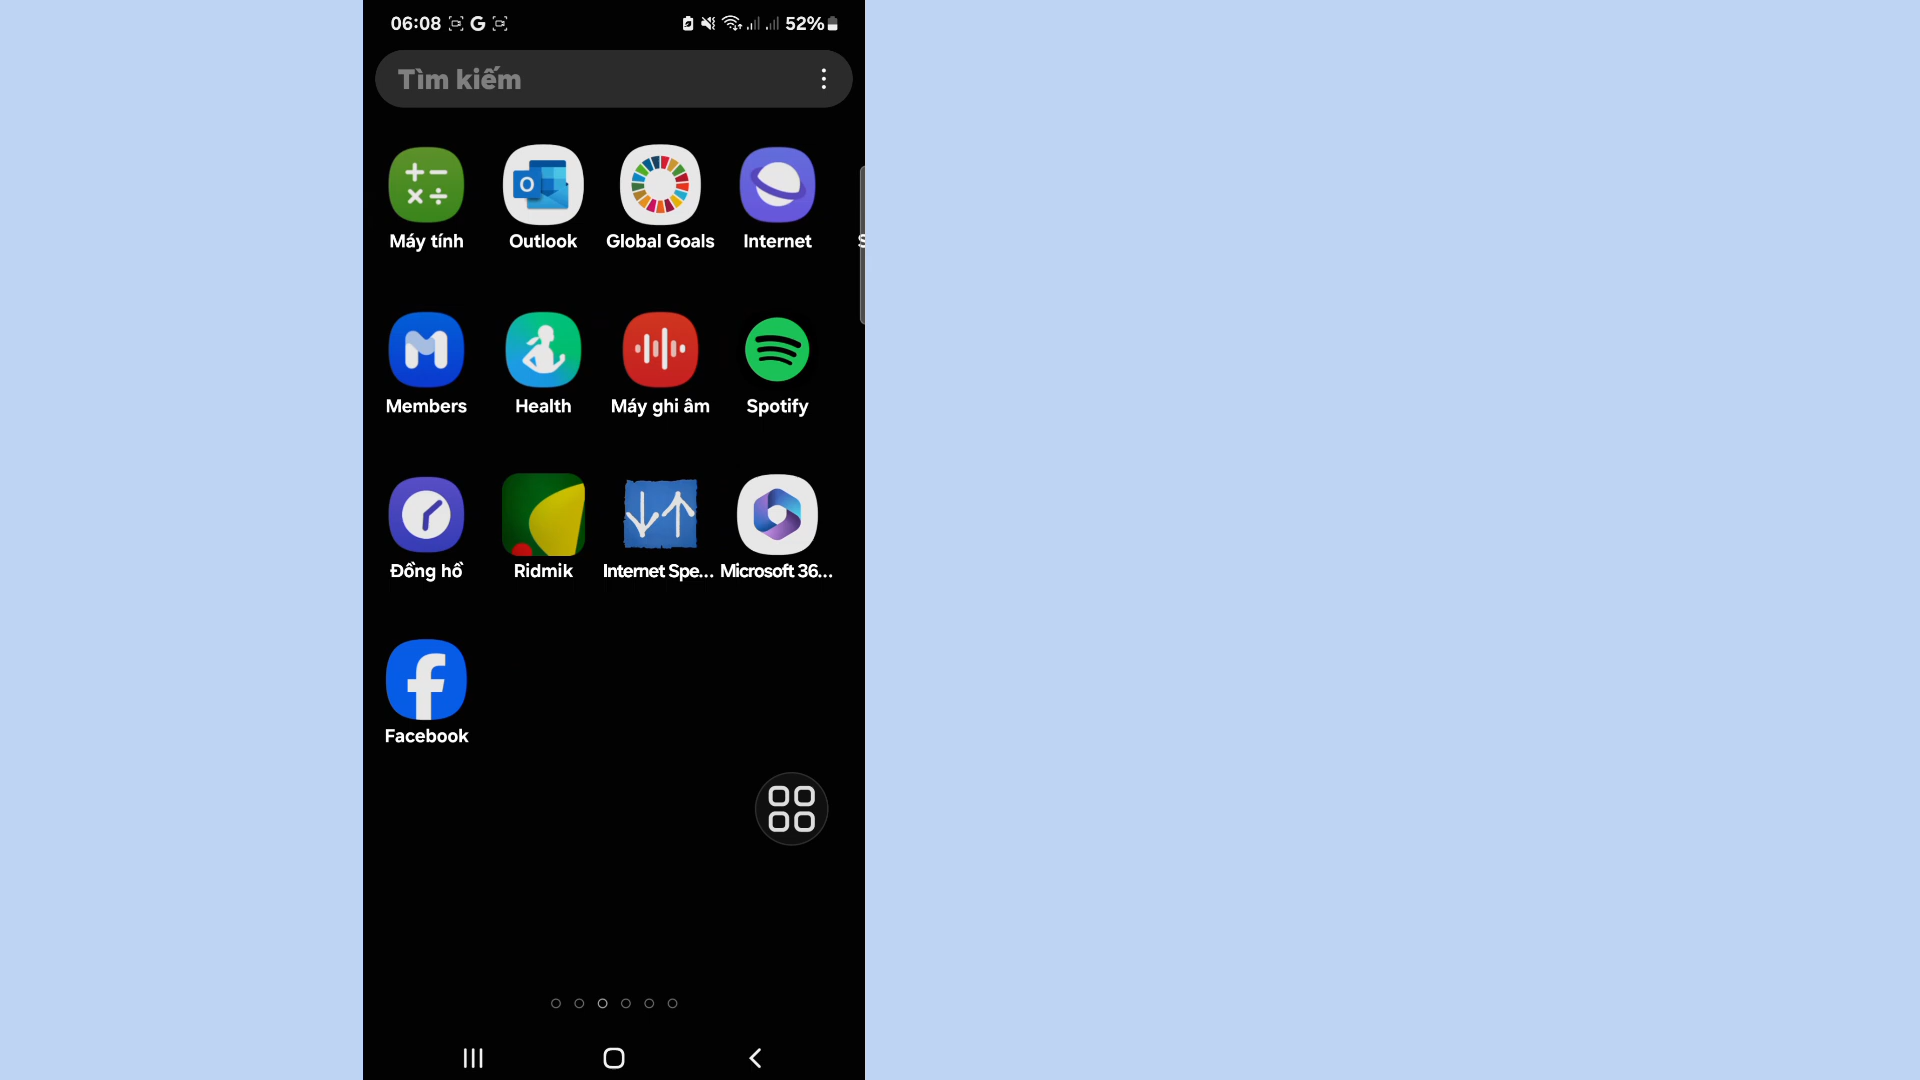 06:08 G 52%
Tìm kiếm
Máy tính Outlook Global Goals Internet S
Members Health Máy ghi âm Spotify
Đồng hồ Ridmik Internet Spe... Microsoft 36...
Facebook